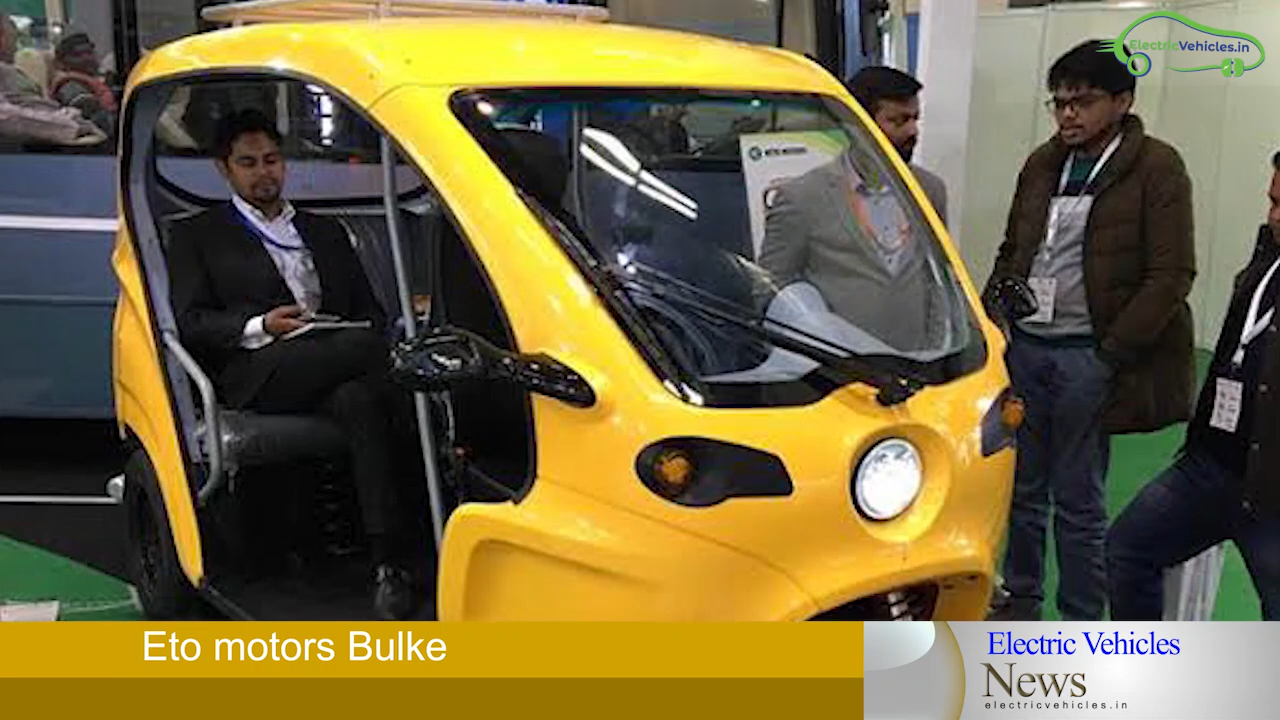 ElectricVehicles.in
Eto motors Bulke
Electric Vehicles
News
electricvehicles.in